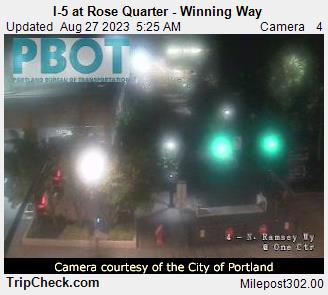 I-5 at Rose Quarter - Winning Way
Updated Aug 27 2023 5:25 AM Camera 4
PBOT
PORTLAND BUREAU OF TRANSPORTATION
4 - N. Ramsey Wy
@ One Ctr
Camera courtesy of the City of Portland
TripCheck.com Milepost302.00